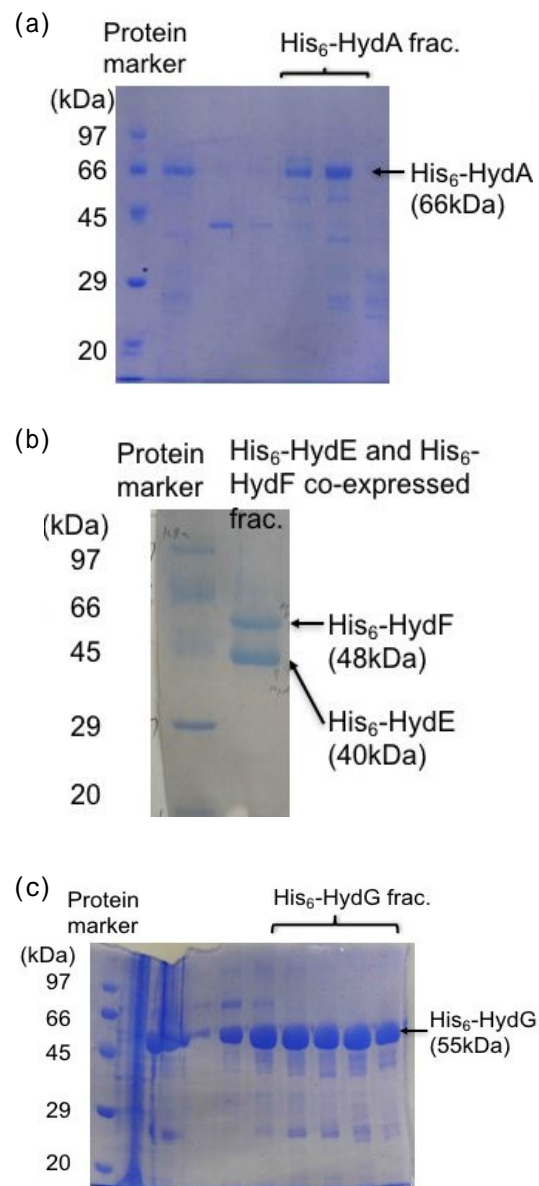 (a)
Protein
marker
His₆-HydA frac.
(kDa)
97
66
45
29
20
His₆-HydA
(66kDa)
(b)
Protein
marker
His₆-HydE and His₆-
HydF co-expressed
frac.
(kDa)
97
66
45
29
20
His₆-HydF
(48kDa)
His₆-HydE
(40kDa)
(c)
Protein
marker
His₆-HydG frac.
(kDa)
97
66
45
29
20
His₆-HydG
(55kDa)